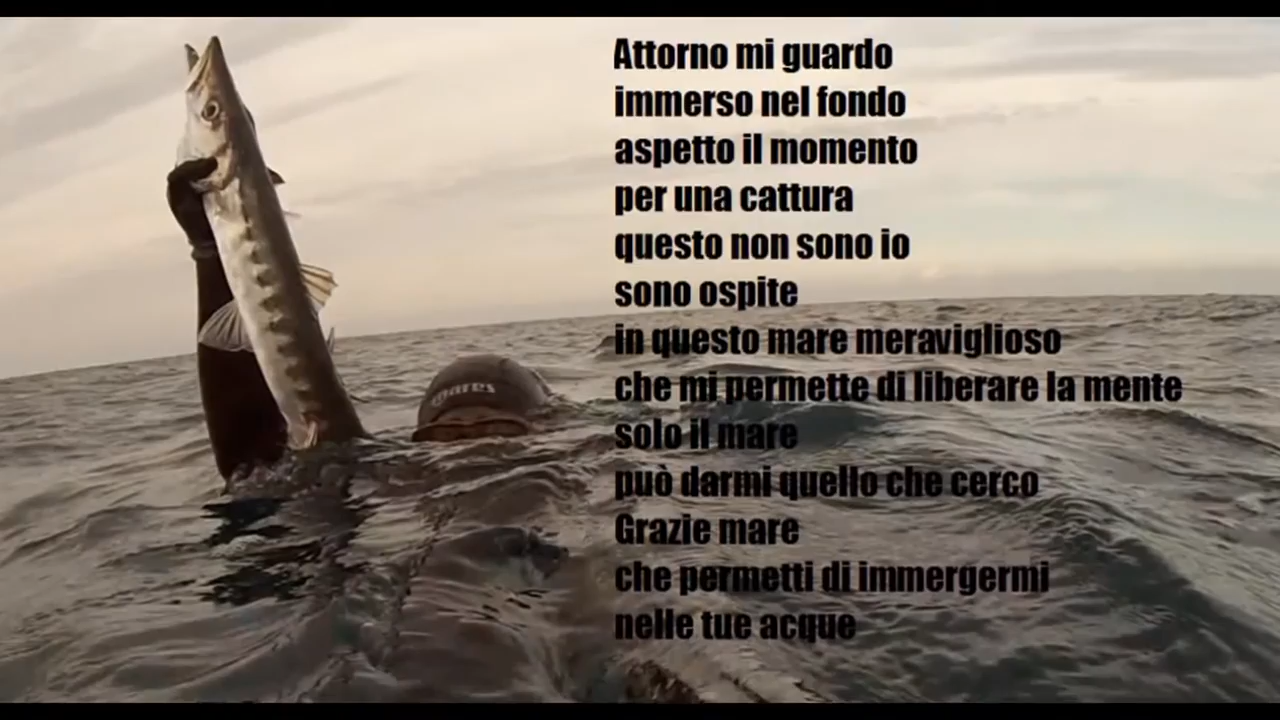 Attorno mi guardo
immerso nel fondo
aspetto il momento
per una cattura
questo non sono io
sono ospite
in questo mare meraviglioso
che mi permette di liberare la mente
solo il mare
può darmi quello che cerco
Grazie mare
che permetti di immergermi
nelle tue acque
mares